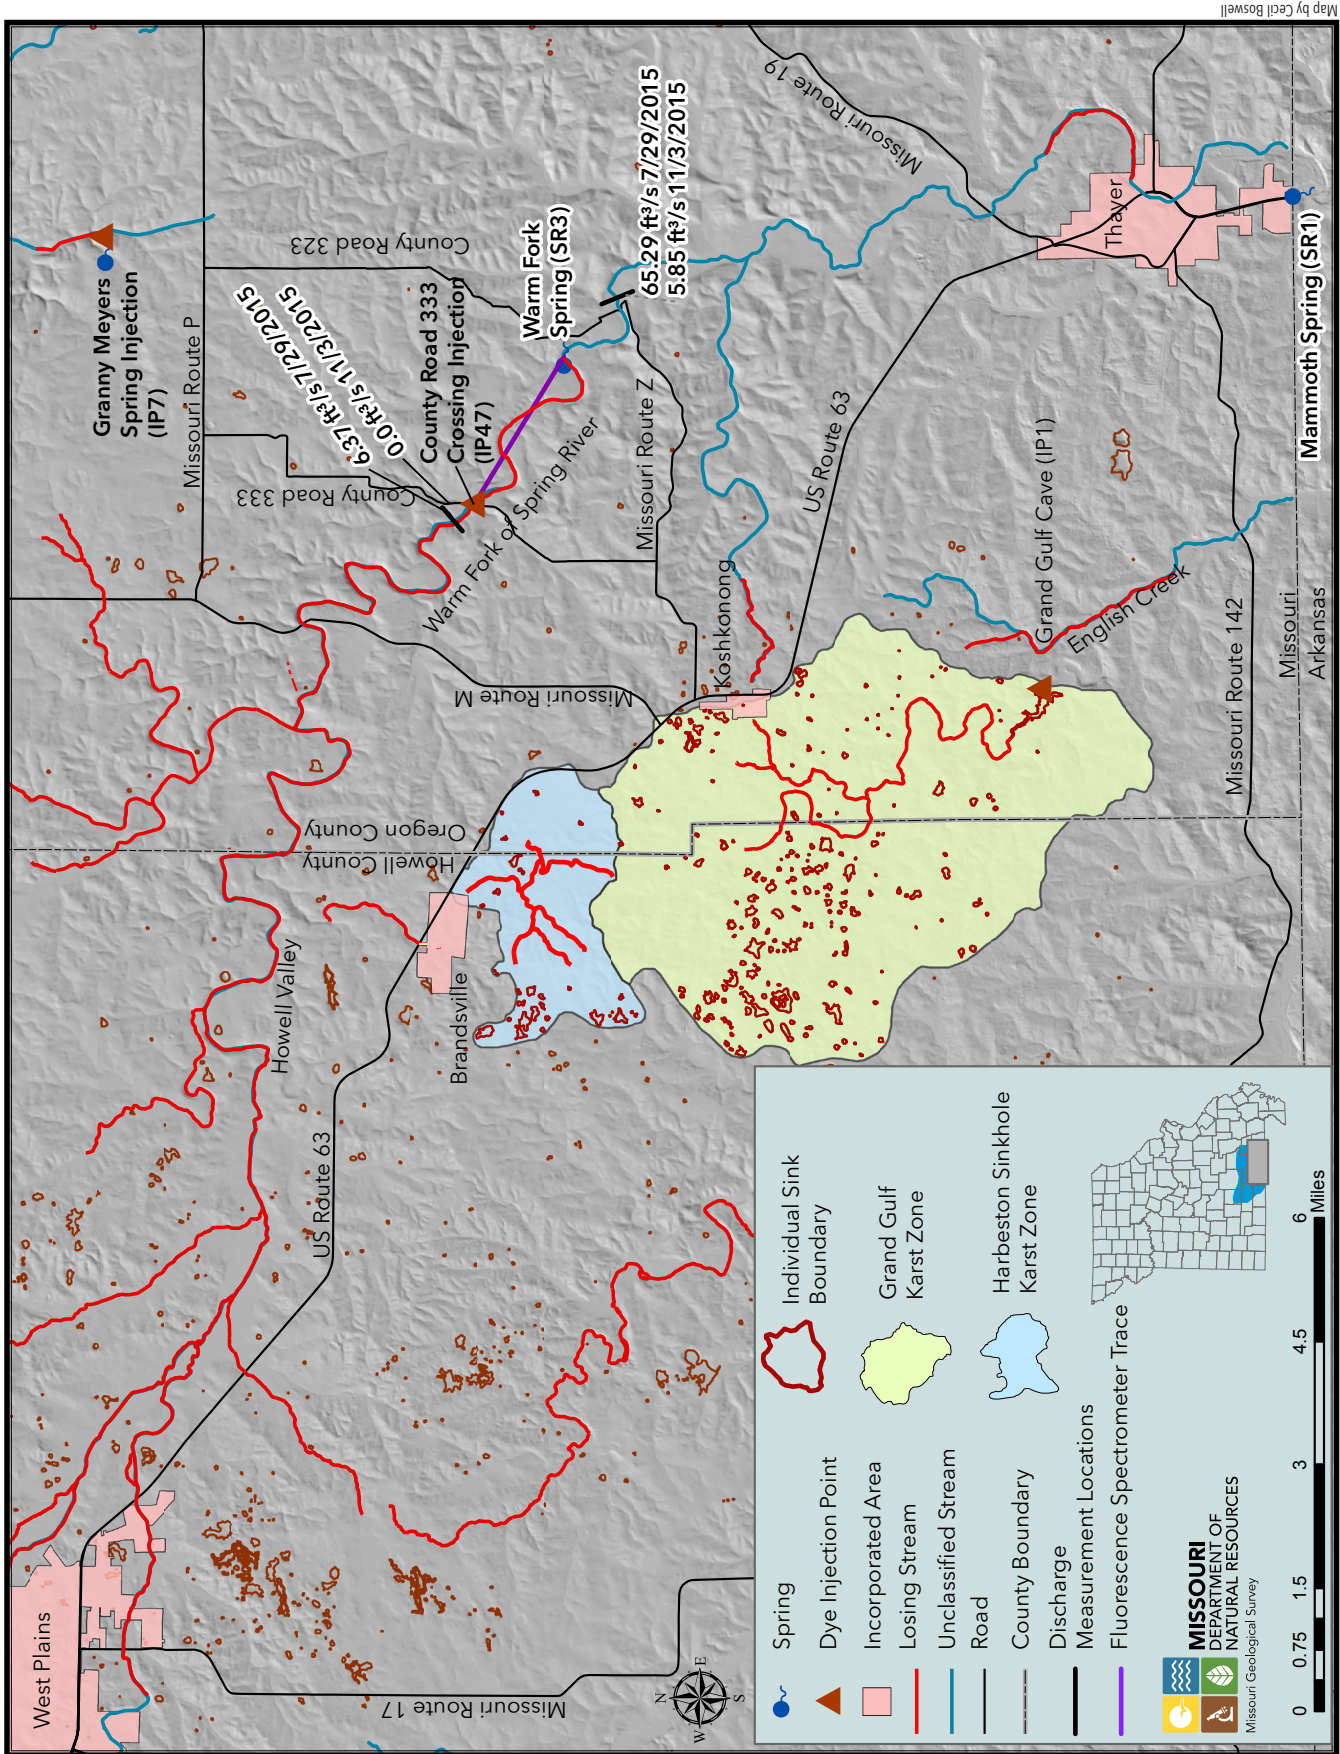 West Plains
Missouri Route 17
US Route 63
Howell Valley
Brandsville
Howell County
Oregon County
Missouri Route M
Missouri Route P
County Road 333
County Road 323
Granny Meyers
Spring Injection
(IP7)
6.37 ft³/s 7/29/2015
0.0 ft³/s 11/3/2015
County Road 333
Crossing Injection
(IP47)
Warm Fork
Spring (SR3)
65.29 ft³/s 7/29/2015
5.85 ft³/s 11/3/2015
Warm Fork of Spring River
Missouri Route Z
Koshkonong
US Route 63
Missouri Route 19
Thayer
Grand Gulf Cave (IP1)
English Creek
Missouri Route 142
Missouri
Arkansas
Mammoth Spring (SR1)
N
E
S
W
Spring
Dye Injection Point
Incorporated Area
Losing Stream
Unclassified Stream
Road
County Boundary
Discharge
Measurement Locations
Fluorescence Spectrometer Trace
Individual Sink
Boundary
Grand Gulf
Karst Zone
Harbeston Sinkhole
Karst Zone
MISSOURI
DEPARTMENT OF
NATURAL RESOURCES
Missouri Geological Survey
0 0.75 1.5 3 4.5 6
Miles
Map by Cecil Boswell